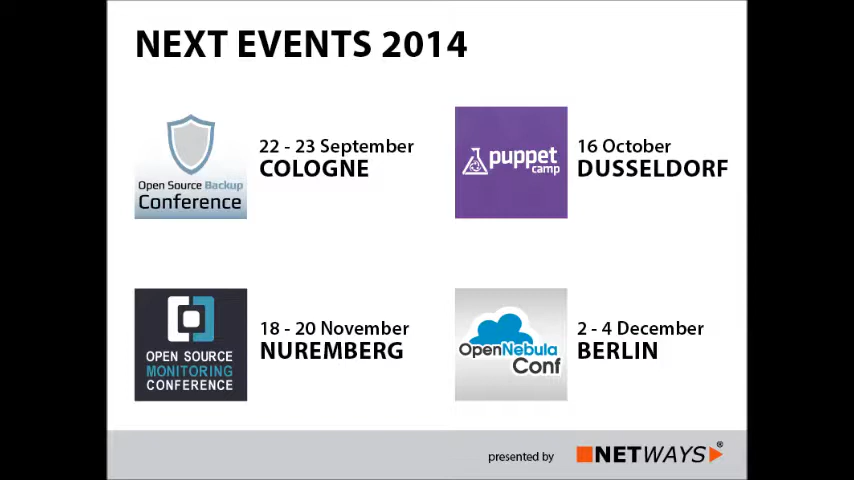 NEXT EVENTS 2014
Open Source Backup
Conference
22 - 23 September
COLOGNE
puppet
camp
16 October
DUSSELDORF
OPEN SOURCE
MONITORING
CONFERENCE
18 - 20 November
NUREMBERG
OpenNebula
Conf
2 - 4 December
BERLIN
presented by
NETWAYS®